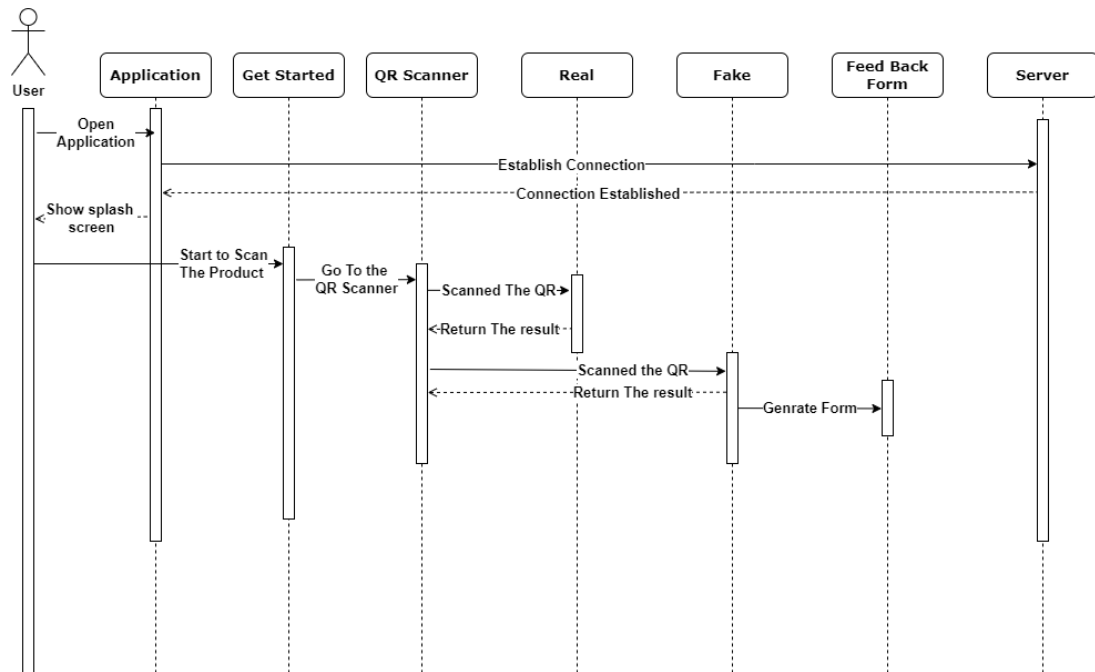 User
Application
Get Started
QR Scanner
Real
Fake
Feed Back
Form
Server
Open
Application
Establish Connection
Connection Established
Show splash
screen
Start to Scan
The Product
Go To the
QR Scanner
Scanned The QR
Return The result
Scanned the QR
Return The result
Genrate Form